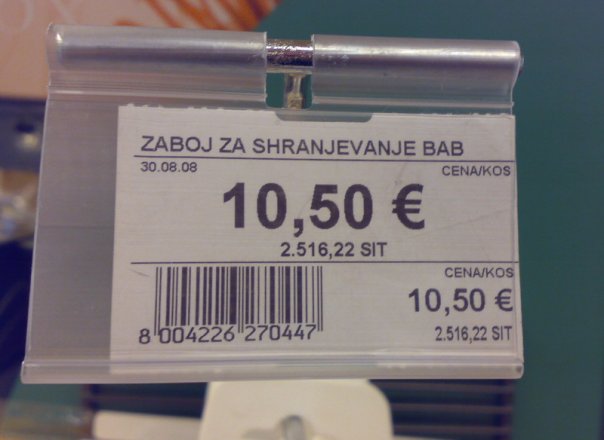 ZABOJ ZA SHRANJEVANJE BAB
30.08.08 CENA/KOS
10,50 €
2.516,22 SIT
CENA/KOS
10,50 €
2.516,22 SIT
8 004226 270447